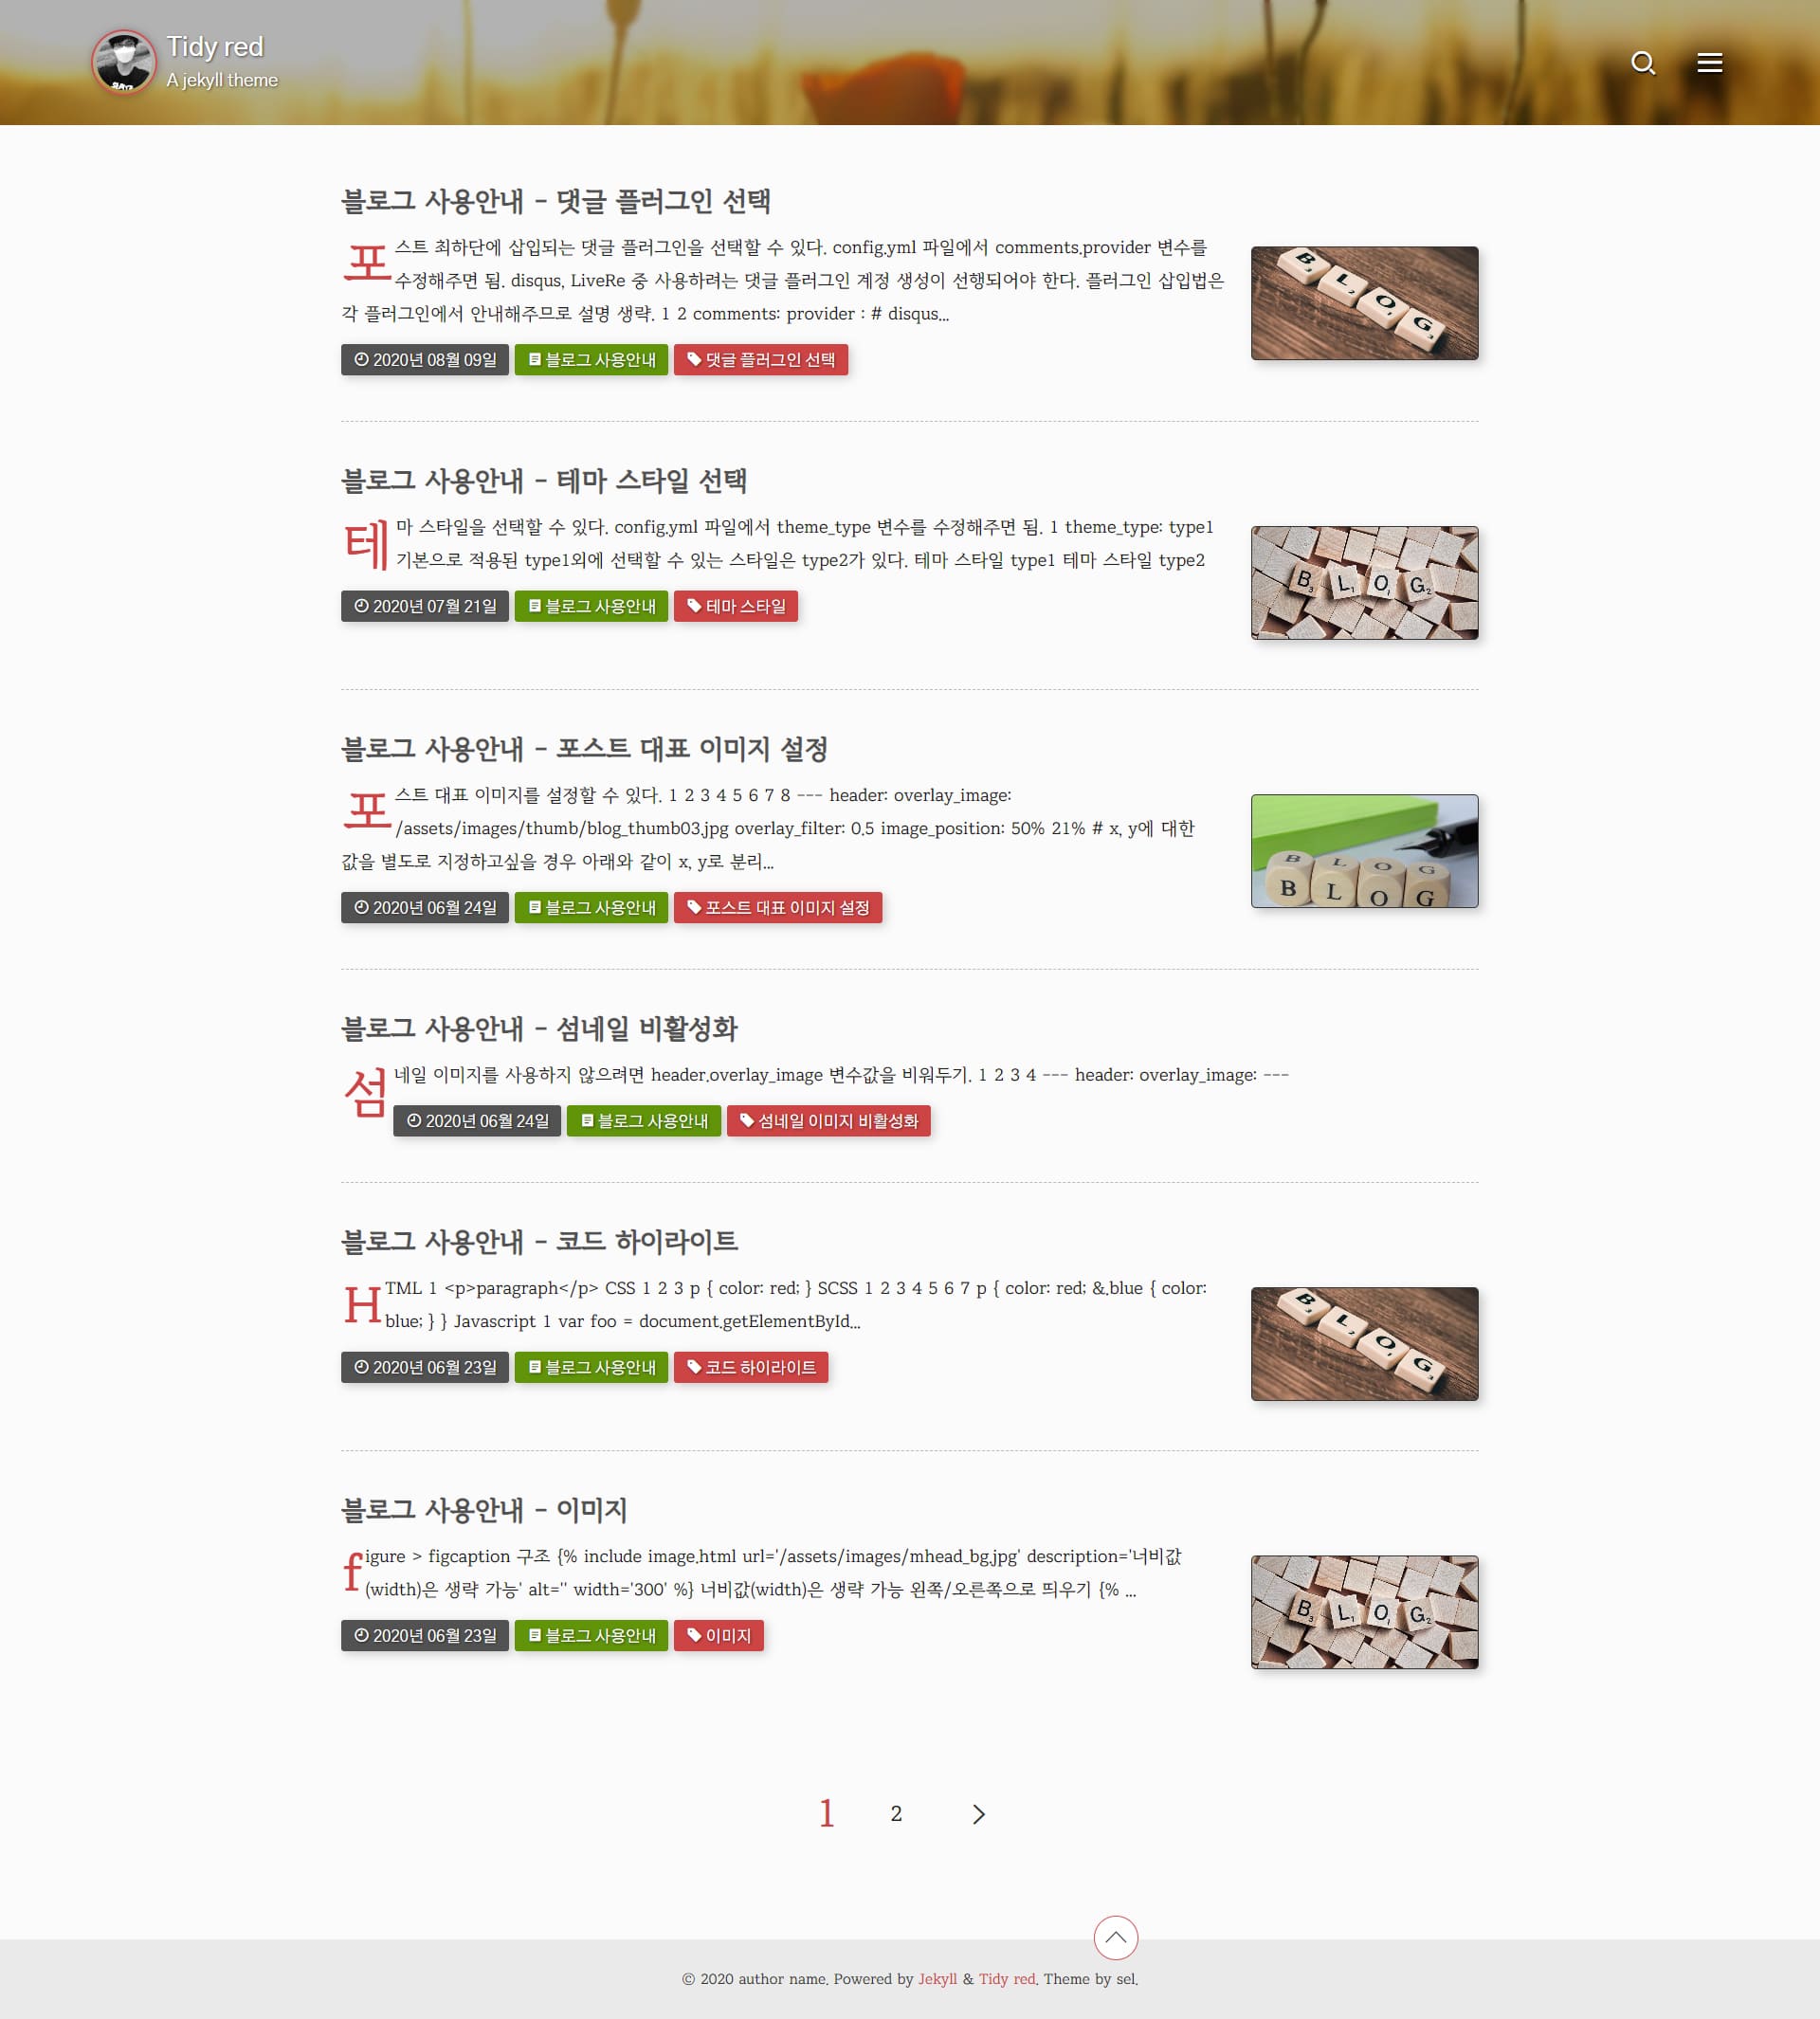 Tidy red
A jekyll theme
블로그 사용안내 - 댓글 플러그인 선택
포스트 최하단에 삽입되는 댓글 플러그인을 선택할 수 있다. config.yml 파일에서 comments.provider 변수를
수정해주면 됨. disqus, LiveRe 중 사용하려는 댓글 플러그인 계정 생성이 선행되어야 한다. 플러그인 삽입법은
각 플러그인에서 안내해주므로 설명 생략. 1 2 comments: provider : # disqus...
2020년 08월 09일 블로그 사용안내 댓글 플러그인 선택
BLOG
블로그 사용안내 - 테마 스타일 선택
테마 스타일을 선택할 수 있다. config.yml 파일에서 theme_type 변수를 수정해주면 됨. 1 theme_type: type1
기본으로 적용된 type1외에 선택할 수 있는 스타일은 type2가 있다. 테마 스타일 type1 테마 스타일 type2
2020년 07월 21일 블로그 사용안내 테마 스타일
BLOG
블로그 사용안내 - 포스트 대표 이미지 설정
포스트 대표 이미지를 설정할 수 있다. 1 2 3 4 5 6 7 8 --- header: overlay_image:
/assets/images/thumb/blog_thumb03.jpg overlay_filter: 0.5 image_position: 50% 21% # x, y에 대한
값을 별도로 지정하고싶을 경우 아래와 같이 x, y로 분리...
2020년 06월 24일 블로그 사용안내 포스트 대표 이미지 설정
BLOG
BLOG
블로그 사용안내 - 섬네일 비활성화
섬네일 이미지를 사용하지 않으려면 header.overlay_image 변수값을 비워두기. 1 2 3 4 --- header: overlay_image: ---
2020년 06월 24일 블로그 사용안내 섬네일 이미지 비활성화
블로그 사용안내 - 코드 하이라이트
HTML 1 <p>paragraph</p> CSS 1 2 3 p { color: red; } SCSS 1 2 3 4 5 6 7 p { color: red; &.blue { color:
blue; } } Javascript 1 var foo = document.getElementById...
2020년 06월 23일 블로그 사용안내 코드 하이라이트
BLOG
블로그 사용안내 - 이미지
figure > figcaption 구조 {% include image.html url='/assets/images/mhead_bg.jpg' description='너비값
(width)은 생략 가능' alt='' width='300' %} 너비값(width)은 생략 가능 왼쪽/오른쪽으로 띄우기 {% ...
2020년 06월 23일 블로그 사용안내 이미지
BLOG
1 2
© 2020 author name. Powered by Jekyll & Tidy red. Theme by sel.